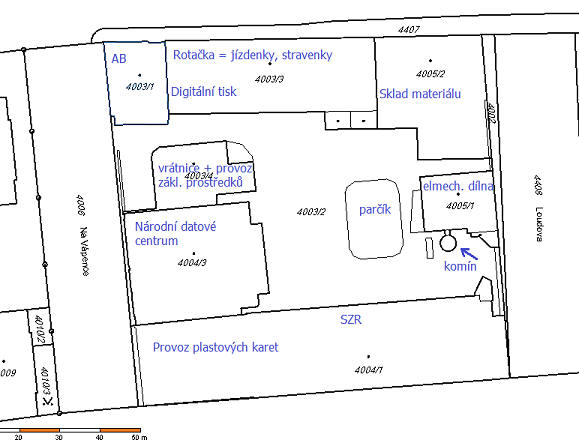 4407
AB
Rotačka = jízdenky, stravenky
4003/1
4003/3
4005/2
Digitální tisk
Sklad materiálu
4002
vrátnice + provoz
4003/4
zákl. prostředků
elmech. dílna
4005/1
4408
Loudova
4006
Na Vápence
Národní datové
centrum
4003/2
parčík
4004/3
komín
SZR
4010/2
Provoz plastových karet
4004/1
009
4010/3
20
30
40
50 m